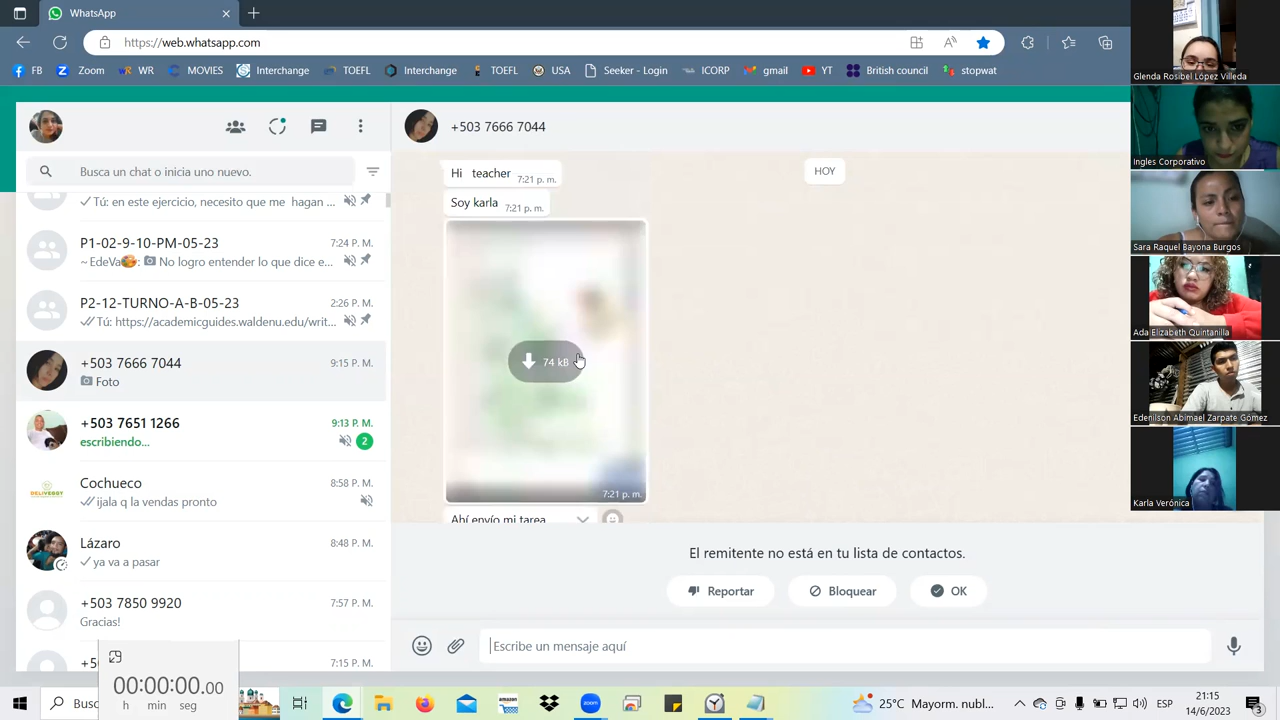 WhatsApp
https://web.whatsapp.com
FB
Zoom
WR
MOVIES
Interchange
TOEFL
Interchange
TOEFL
USA
Seeker - Login
ICORP
gmail
YT
British council
stopwat
+503 7666 7044
Busca un chat o inicia uno nuevo.
Tú: en este ejercicio, necesito que me hagan ...
P1-02-9-10-PM-05-23
7:24 P. M.
~ EdeVa: No logro entender lo que dice e...
P2-12-TURNO-A-B-05-23
2:26 P. M.
Tú: https://academicguides.waldenu.edu/writ...
+503 7666 7044
9:15 P. M.
Foto
+503 7651 1266
9:13 P. M.
escribiendo...
2
Cochueco
8:58 P. M.
DELIVEGGY
ijala q la vendas pronto
Lázaro
8:48 P. M.
ya va a pasar
+503 7850 9920
7:57 P. M.
Gracias!
7:15 P. M.
HOY
Hi teacher
7:21 p. m.
Soy karla
7:21 p. m.
74 kB
7:21 p. m.
Ahí envío mi tarea
El remitente no está en tu lista de contactos.
Reportar
Bloquear
OK
Escribe un mensaje aquí
Glenda Rosibel López Villeda
Ingles Corporativo
Sara Raquel Bayona Burgos
Ada Elizabeth Quintanilla
Edenilson Abimael Zarpate Gómez
Karla Verónica
00:00:00.00
h min seg
Busc
amazon
zoom
25°C Mayorm. nubl...
ESP
21:15
14/6/2023
3